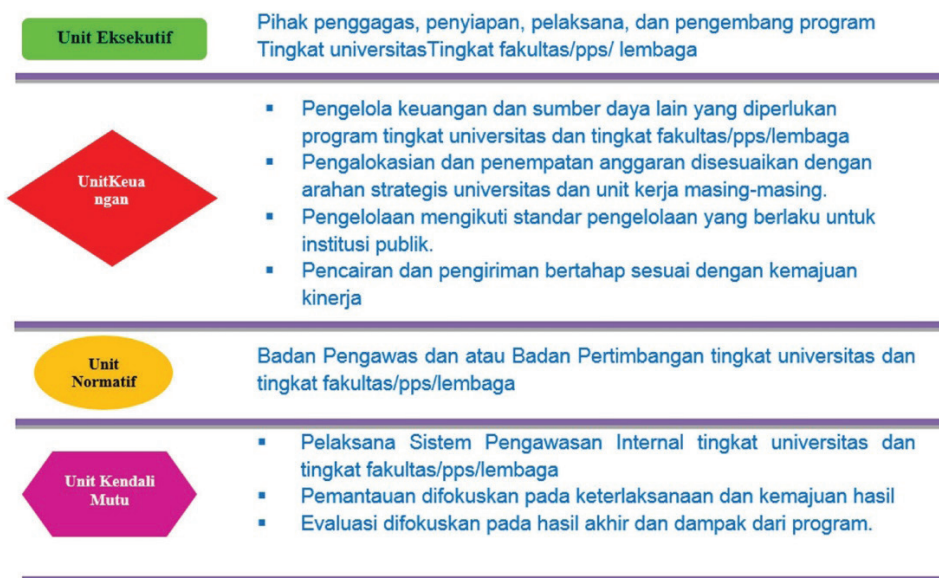 Unit Eksekutif
Pihak penggagas, penyiapan, pelaksana, dan pengembang program
Tingkat universitasTingkat fakultas/pps/ lembaga
UnitKeua
ngan
▪ Pengelola keuangan dan sumber daya lain yang diperlukan
program tingkat universitas dan tingkat fakultas/pps/lembaga
▪ Pengalokasian dan penempatan anggaran disesuaikan dengan
arahan strategis universitas dan unit kerja masing-masing.
▪ Pengelolaan mengikuti standar pengelolaan yang berlaku untuk
institusi publik.
▪ Pencairan dan pengiriman bertahap sesuai dengan kemajuan
kinerja
Unit
Normatif
Badan Pengawas dan atau Badan Pertimbangan tingkat universitas dan
tingkat fakultas/pps/lembaga
Unit Kendali
Mutu
▪ Pelaksana Sistem Pengawasan Internal tingkat universitas dan
tingkat fakultas/pps/lembaga
▪ Pemantauan difokuskan pada keterlaksanaan dan kemajuan hasil
▪ Evaluasi difokuskan pada hasil akhir dan dampak dari program.